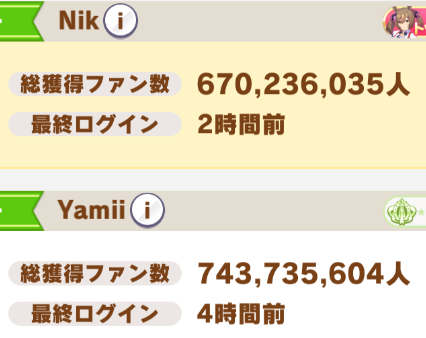 Nik i
総獲得ファン数 670,236,035人
最終ログイン 2時間前
Yamii i
総獲得ファン数 743,735,604人
最終ログイン 4時間前